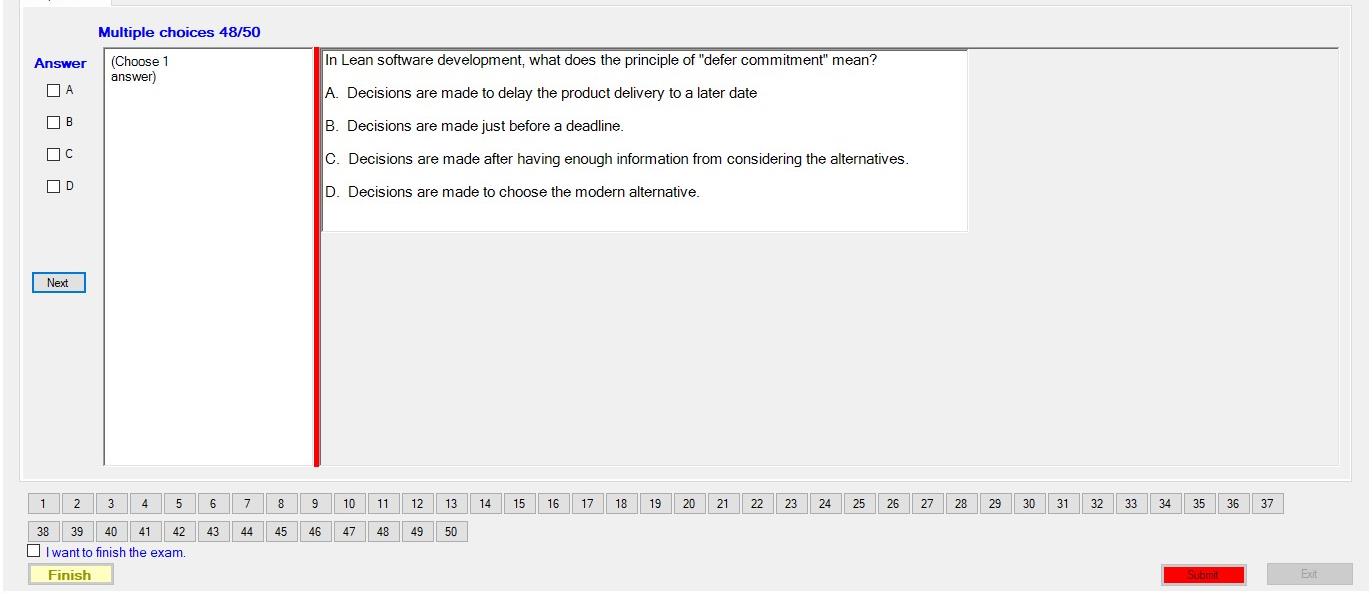 Multiple choices 48/50
Answer
A
B
C
D
Next
(Choose 1
answer)
In Lean software development, what does the principle of "defer commitment" mean?
A. Decisions are made to delay the product delivery to a later date
B. Decisions are made just before a deadline.
C. Decisions are made after having enough information from considering the alternatives.
D. Decisions are made to choose the modern alternative.
1 2 3 4 5 6 7 8 9 10 11 12 13 14 15 16 17 18 19 20 21 22 23 24 25 26 27 28 29 30 31 32 33 34 35 36 37
38 39 40 41 42 43 44 45 46 47 48 49 50
I want to finish the exam.
Finish
Submit
Exit